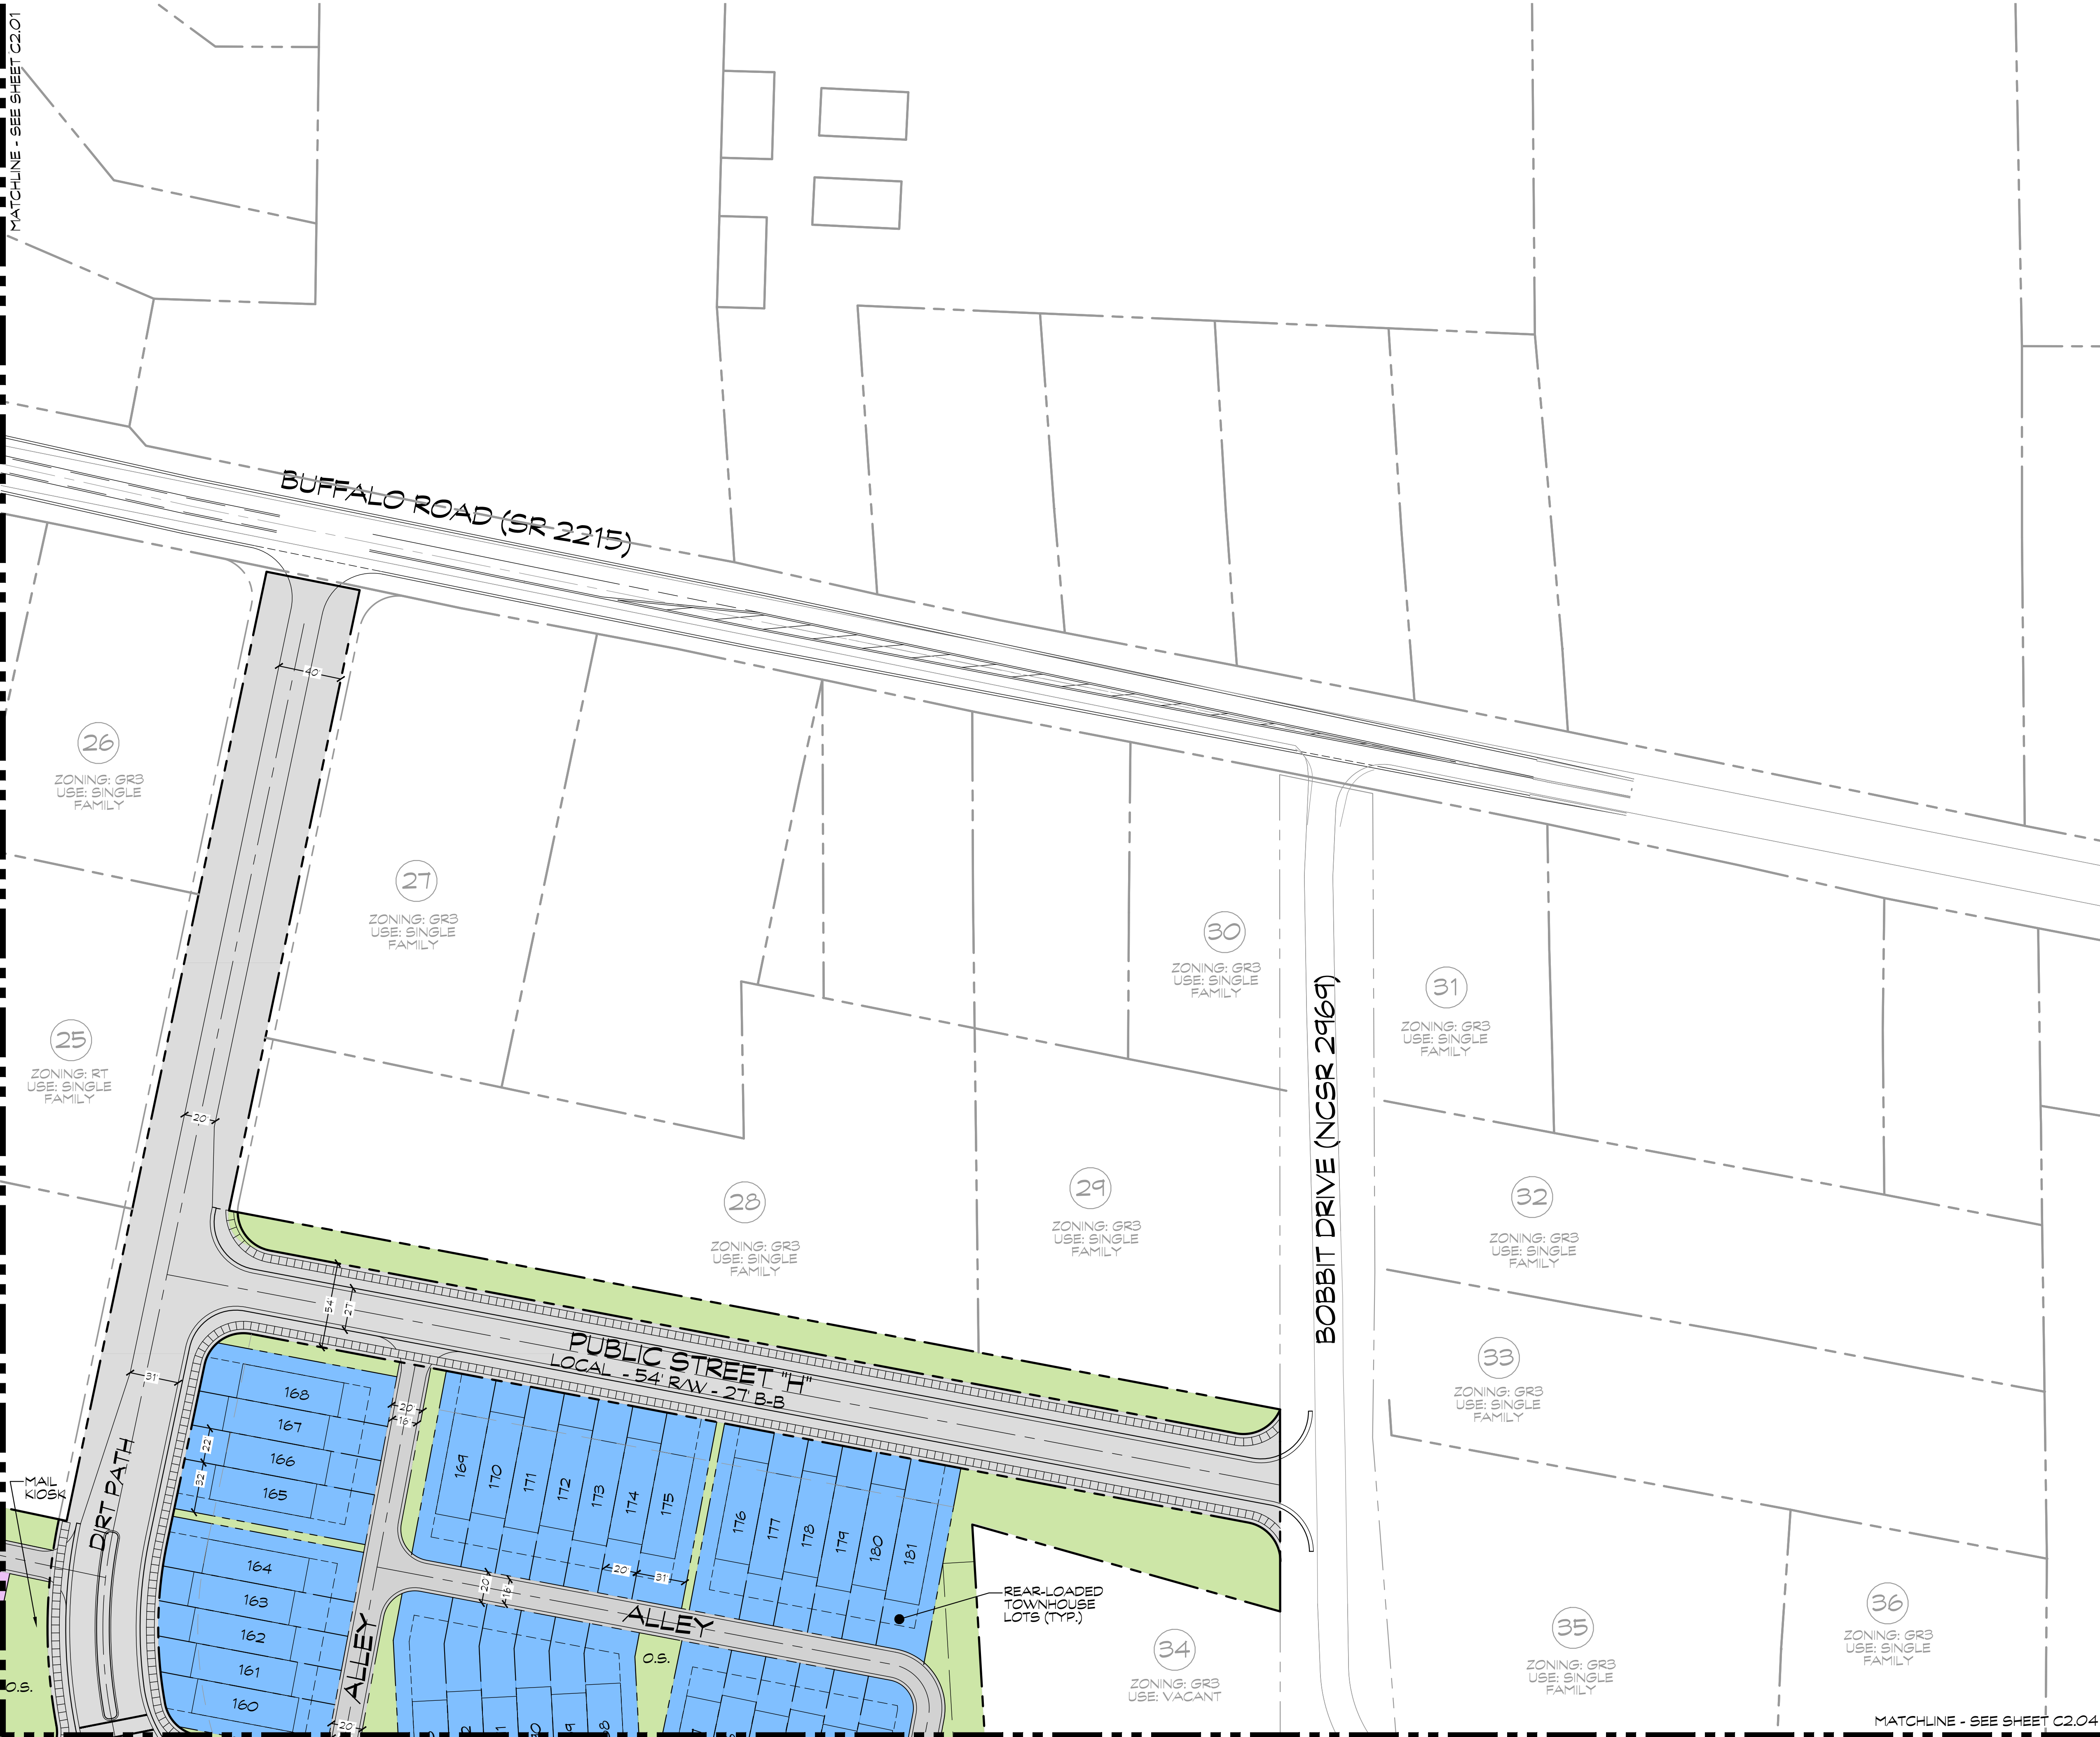 MATCHLINE - SEE SHEET C2.01
BUFFALO ROAD (SR 2215)
40'
26
ZONING: GR3
USE: SINGLE
FAMILY
27
ZONING: GR3
USE: SINGLE
FAMILY
30
ZONING: GR3
USE: SINGLE
FAMILY
31
ZONING: GR3
USE: SINGLE
FAMILY
25
ZONING: RT
USE: SINGLE
FAMILY
20'
28
ZONING: GR3
USE: SINGLE
FAMILY
29
ZONING: GR3
USE: SINGLE
FAMILY
BOBBIT DRIVE (NCSR 2969)
32
ZONING: GR3
USE: SINGLE
FAMILY
33
ZONING: GR3
USE: SINGLE
FAMILY
54'
27'
PUBLIC STREET "H"
LOCAL - 54' R/W - 27' B-B
31'
168
167
166
165
22'
32'
20'
16'
169
170
171
172
173
174
175
176
177
178
179
180
181
MAIL
KIOSK
DIRT PATH
164
163
162
161
160
20'
16'
20'
31'
ALLEY
ALLEY
O.S.
O.S.
20'
REAR-LOADED
TOWNHOUSE
LOTS (TYP.)
34
ZONING: GR3
USE: VACANT
35
ZONING: GR3
USE: SINGLE
FAMILY
36
ZONING: GR3
USE: SINGLE
FAMILY
MATCHLINE - SEE SHEET C2.04